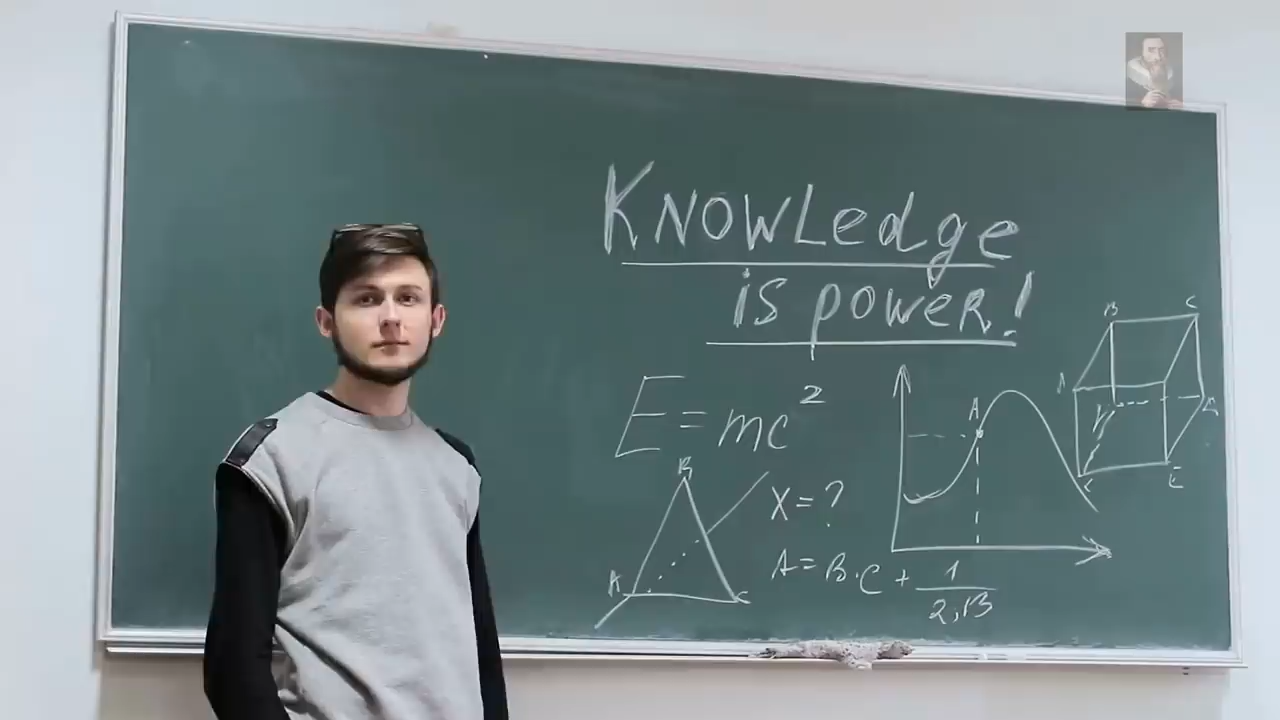 Knowledge
is power!
E=mc²
B
X=?
A
C
A=B·C+1/2,13
A
B
C
E